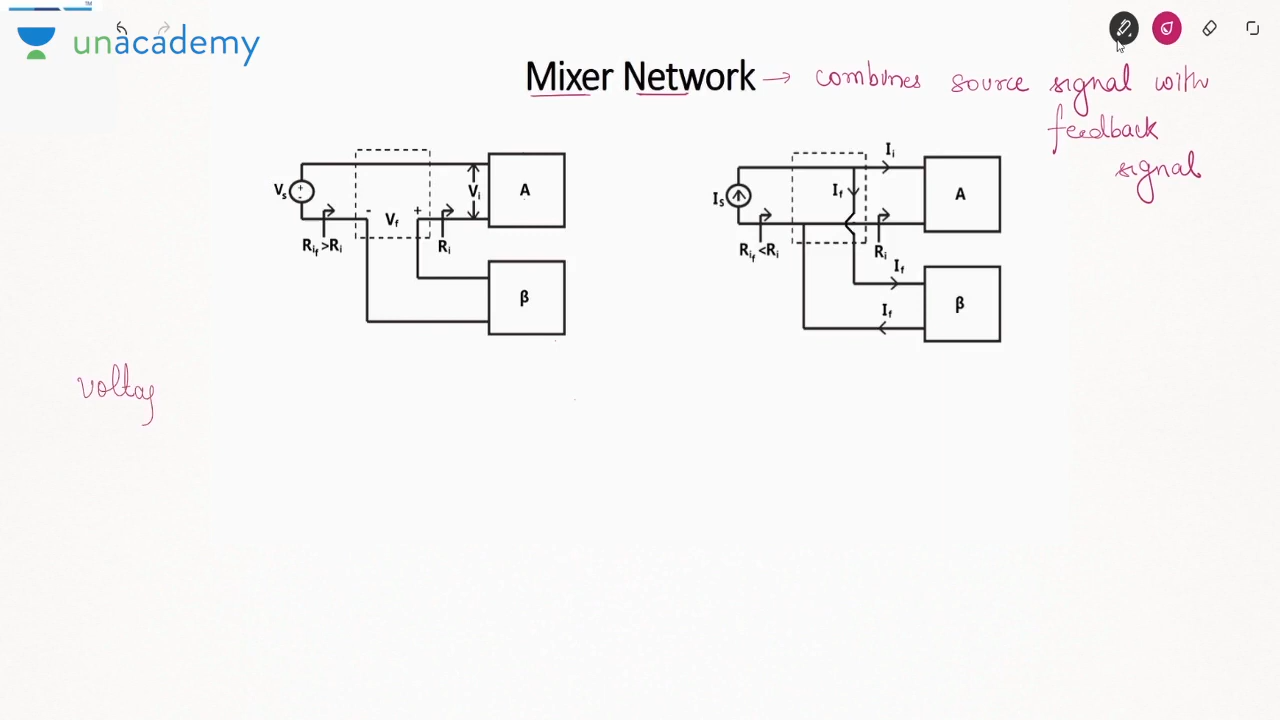 TM
unacademy
Mixer Network → combines source signal with
feedback
signal
Vs
+
-
Vf
+
Vi
A
Rif>Ri
Ri
β
Is
Ii
If
A
Rif<Ri
Ri
If
If
β
voltag